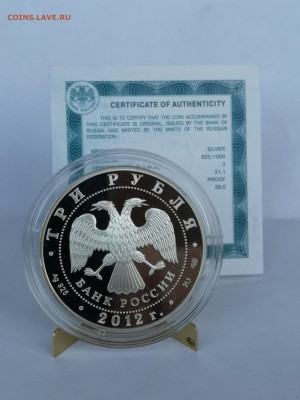 COINS.LAVE.RU
CERTIFICATE OF AUTHENTICITY
THIS IS TO CERTIFY THAT THE COIN ACCOMPANIED BY
THIS CERTIFICATE IS ORIGINAL, ISSUED BY THE BANK OF
RUSSIA AND MINTED BY THE MINTS OF THE RUSSIAN
FEDERATION.
SILVER
925/1000
3
31,1
PROOF
39,0
ТРИ РУБЛЯ
БАНК РОССИИ
Ag 925
31,1
2012 г.